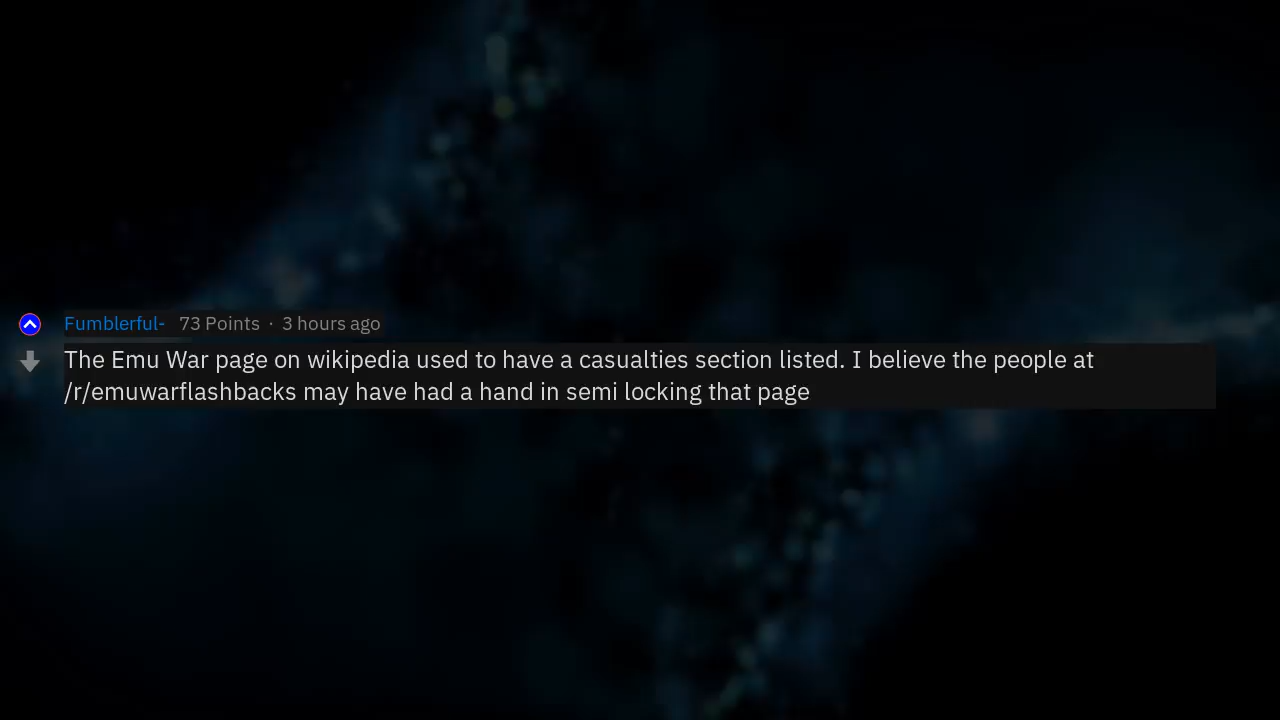 Fumblerful- 73 Points · 3 hours ago
The Emu War page on wikipedia used to have a casualties section listed. I believe the people at
/r/emuwarflashbacks may have had a hand in semi locking that page